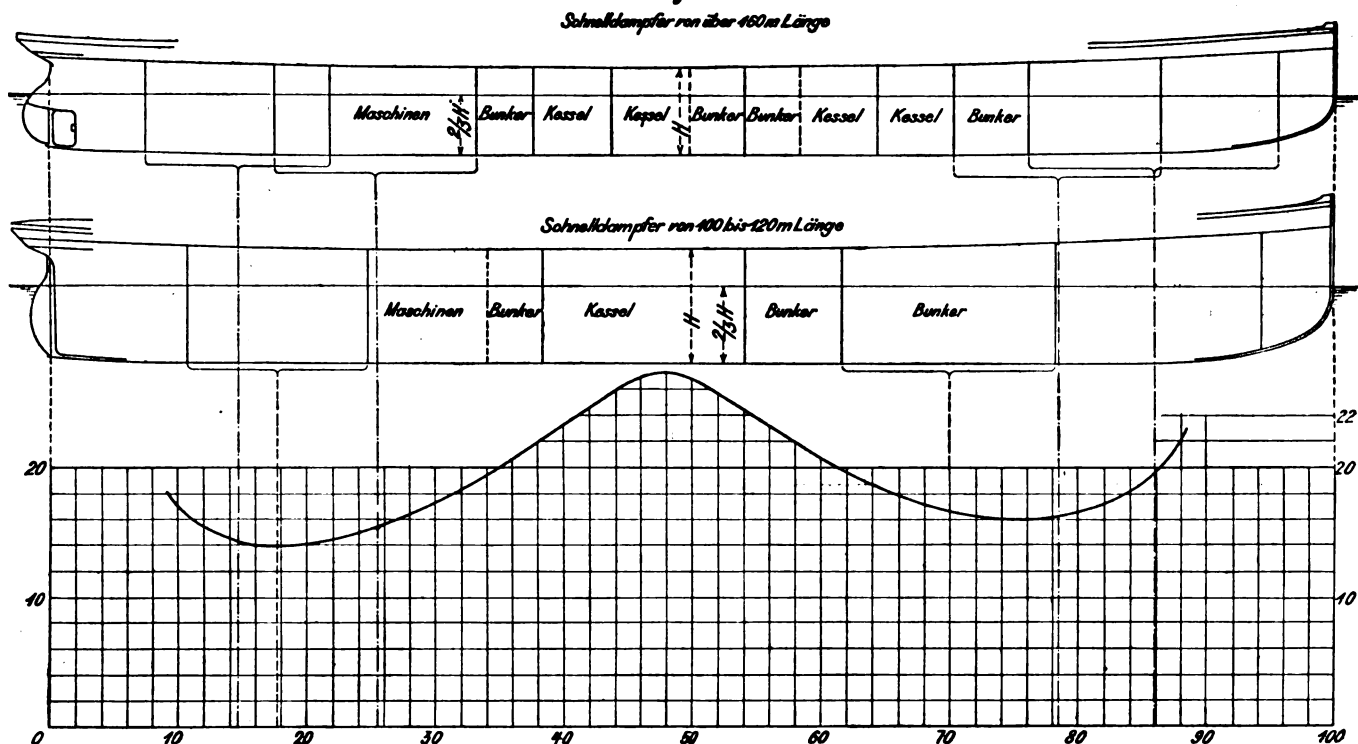 Schnelldampfer von über 160 m Länge
Maschinen 2/3 H Bunker Kessel Kessel H Bunker Bunker Kessel Kessel Bunker
Schnelldampfer von 100 bis 120 m Länge
Maschinen Bunker Kessel H 2/3 H Bunker Bunker
22
20 20
10 10
0 10 20 30 40 50 60 70 80 90 100